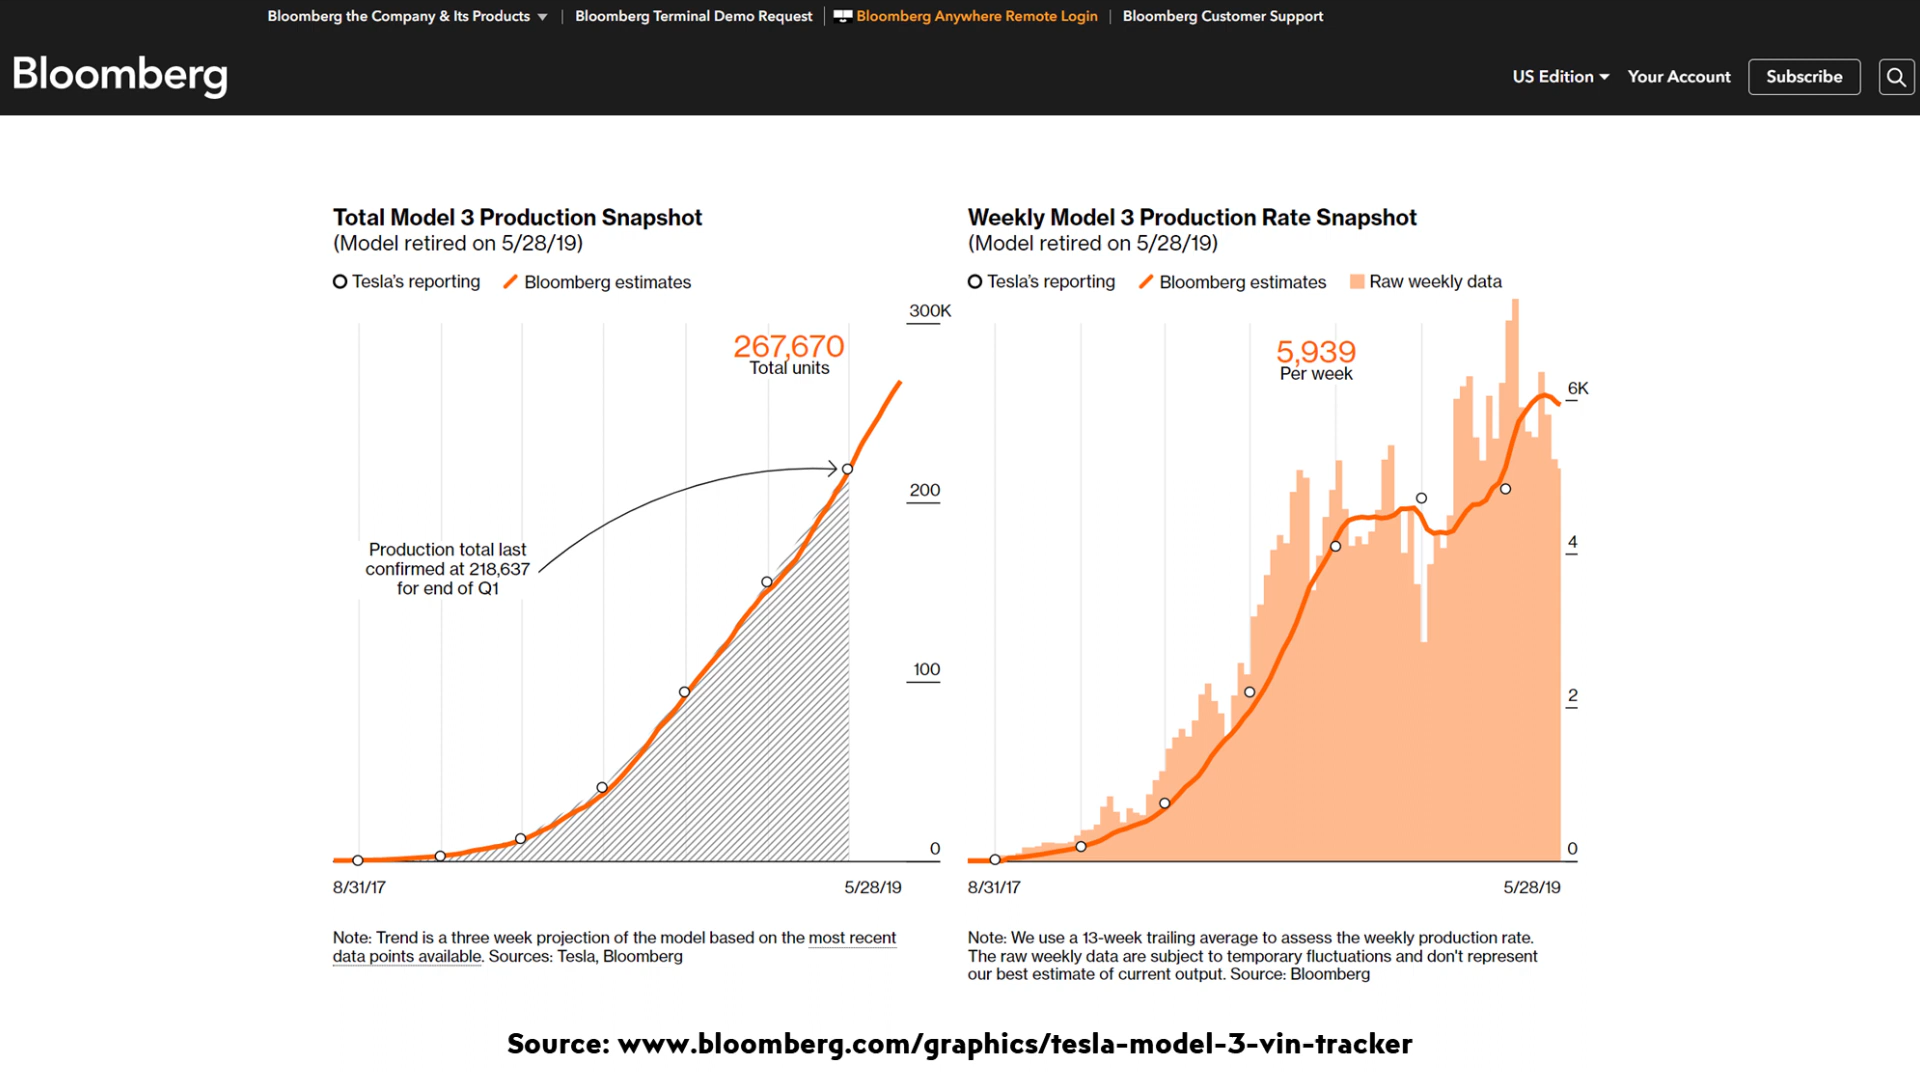 Bloomberg the Company & Its Products
Bloomberg Terminal Demo Request
Bloomberg Anywhere Remote Login
Bloomberg Customer Support
Bloomberg
US Edition
Your Account
Subscribe
Total Model 3 Production Snapshot
(Model retired on 5/28/19)
Tesla's reporting
Bloomberg estimates
300K
267,670
Total units
200
Production total last
confirmed at 218,637
for end of Q1
100
0
8/31/17
5/28/19
Note: Trend is a three week projection of the model based on the most recent
data points available. Sources: Tesla, Bloomberg
Weekly Model 3 Production Rate Snapshot
(Model retired on 5/28/19)
Tesla's reporting
Bloomberg estimates
Raw weekly data
5,939
Per week
6K
4
2
0
8/31/17
5/28/19
Note: We use a 13-week trailing average to assess the weekly production rate.
The raw weekly data are subject to temporary fluctuations and don't represent
our best estimate of current output. Source: Bloomberg
Source: www.bloomberg.com/graphics/tesla-model-3-vin-tracker